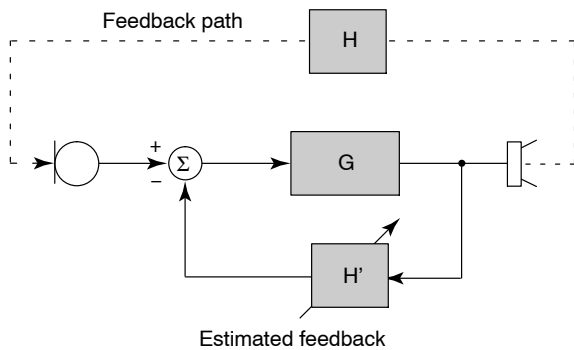 Feedback path
H
+
Σ
−
G
H'
Estimated feedback